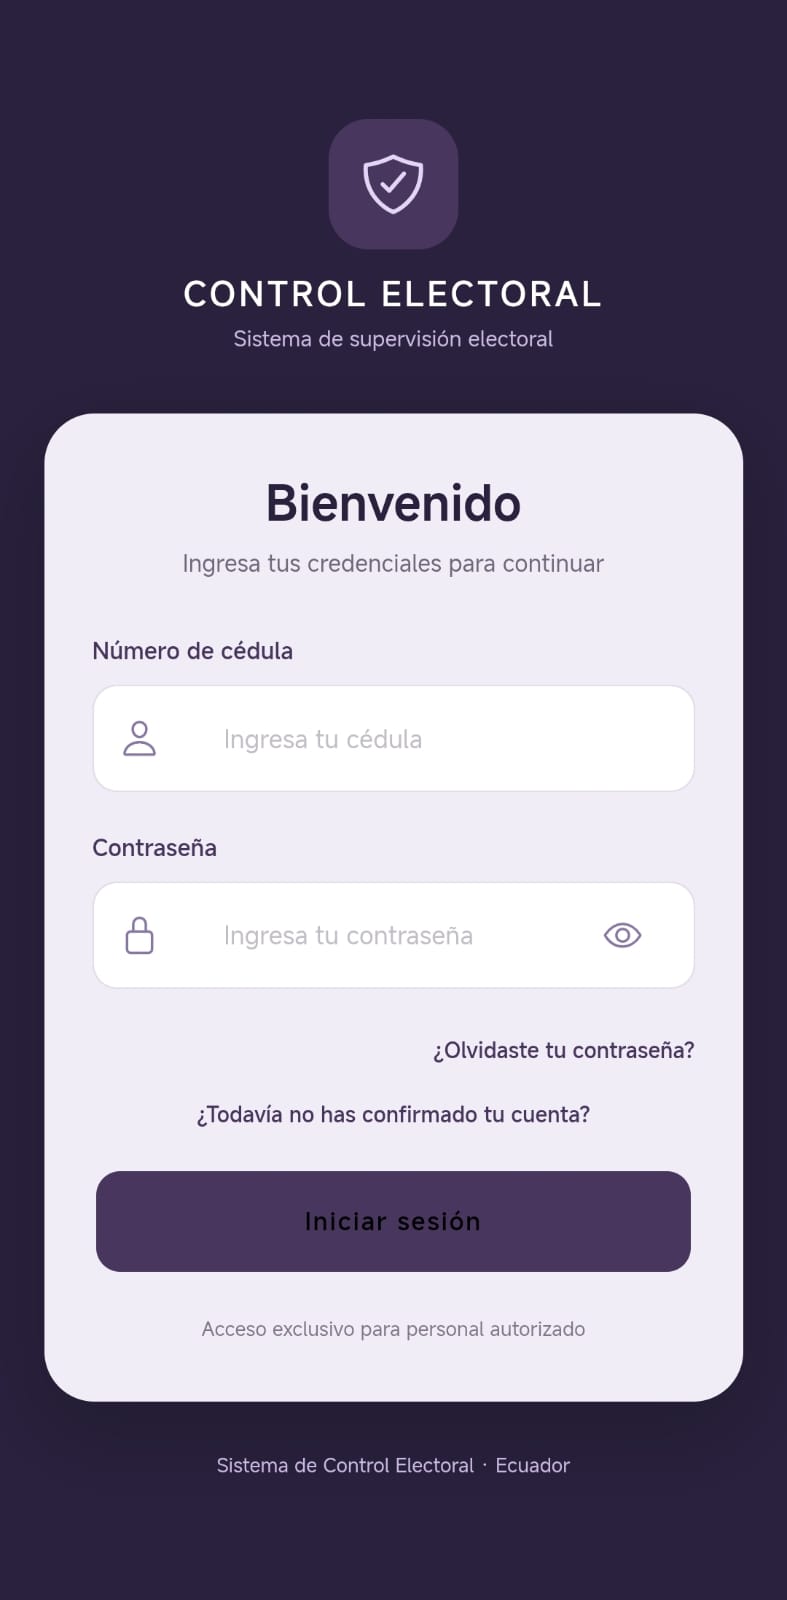 CONTROL ELECTORAL
Sistema de supervisión electoral
Bienvenido
Ingresa tus credenciales para continuar
Número de cédula
Ingresa tu cédula
Contraseña
Ingresa tu contraseña
¿Olvidaste tu contraseña?
¿Todavía no has confirmado tu cuenta?
Iniciar sesión
Acceso exclusivo para personal autorizado
Sistema de Control Electoral · Ecuador